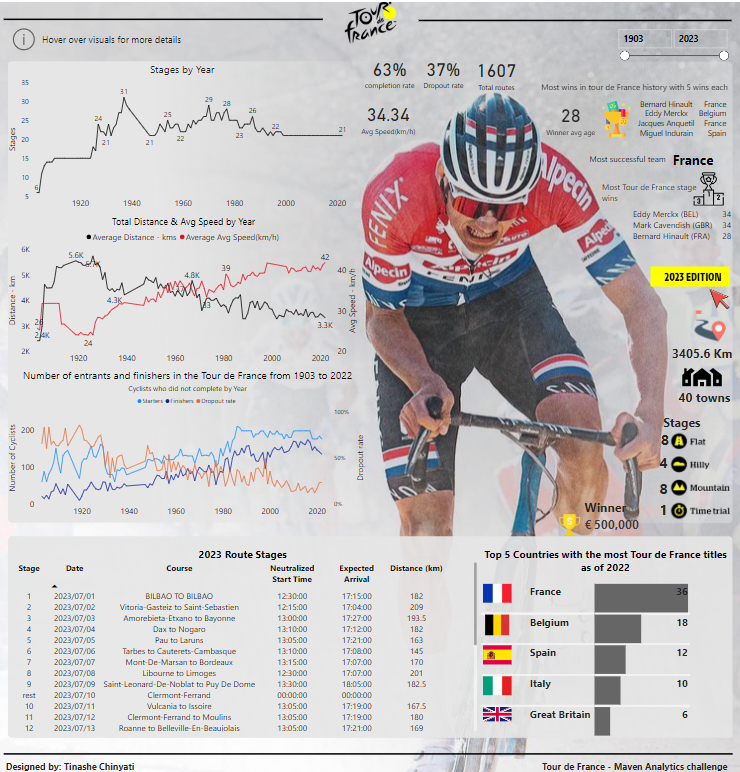 TOUR
DE
france
Hover over visuals for more details
1903 2023
Stages by Year
Stages
35
30
25
20
15
10
5
6 24 21 31 21 25 22 29 23 28 26 22 21
1920 1940 1960 1980 2000 2020
63% 37% 1607
completion rate Dropout rate Total routes
34.34
Avg Speed(km/h)
28
Winner avg age
Most wins in tour de France history with 5 wins each
Bernard Hinault France
Eddy Merckx Belgium
Jacques Anquetil France
Miguel Indurain Spain
Most successful team France
Most Tour de France stage
wins
Eddy Merckx (BEL) 34
Mark Cavendish (GBR) 34
Bernard Hinault (FRA) 28
Total Distance & Avg Speed by Year
Average Distance - kms Average Avg Speed(km/h)
Distance - km
Avg Speed - km/h
6K
5K
4K
3K
2K
40
30
20
5.6K 4.3K 4.8K 39 42 33 3.3K 24 2.4K
1920 1940 1960 1980 2000 2020
FENIX
Alpecin
Alpecin
Alpecin
FENIX
2023 EDITION
3405.6 Km
40 towns
Stages
8 Flat
4 Hilly
8 Mountain
1 Time trial
Winner
€ 500,000
Number of entrants and finishers in the Tour de France from 1903 to 2022
Cyclists who did not complete by Year
Starters Finishers Dropout rate
Number of Cyclists
Dropout rate
200
100
0
100%
50%
0%
1920 1940 1960 1980 2000 2020
2023 Route Stages
Stage Date Course Neutralized Start Time Expected Arrival Distance (km)
1 2023/07/01 BILBAO TO BILBAO 12:30:00 17:15:00 182
2 2023/07/02 Vitoria-Gasteiz to Saint-Sebastien 12:15:00 17:04:00 209
3 2023/07/03 Amorebieta-Etxano to Bayonne 13:00:00 17:27:00 193.5
4 2023/07/04 Dax to Nogaro 13:10:00 17:12:00 182
5 2023/07/05 Pau to Laruns 13:05:00 17:21:00 163
6 2023/07/06 Tarbes to Cauterets-Cambasque 13:10:00 17:08:00 145
7 2023/07/07 Mont-De-Marsan to Bordeaux 13:15:00 17:07:00 170
8 2023/07/08 Libourne to Limoges 12:30:00 17:07:00 201
9 2023/07/09 Saint-Leonard-De-Noblat to Puy De Dome 13:30:00 18:05:00 182.5
rest 2023/07/10 Clermont-Ferrand 00:00:00 00:00:00
10 2023/07/11 Vulcania to Issoire 13:05:00 17:19:00 167.5
11 2023/07/12 Clermont-Ferrand to Moulins 13:05:00 17:19:00 180
12 2023/07/13 Roanne to Belleville-En-Beaujolais 13:05:00 17:21:00 169
Top 5 Countries with the most Tour de France titles
as of 2022
France 36
Belgium 18
Spain 12
Italy 10
Great Britain 6
Designed by: Tinashe Chinyati
Tour de France - Maven Analytics challenge